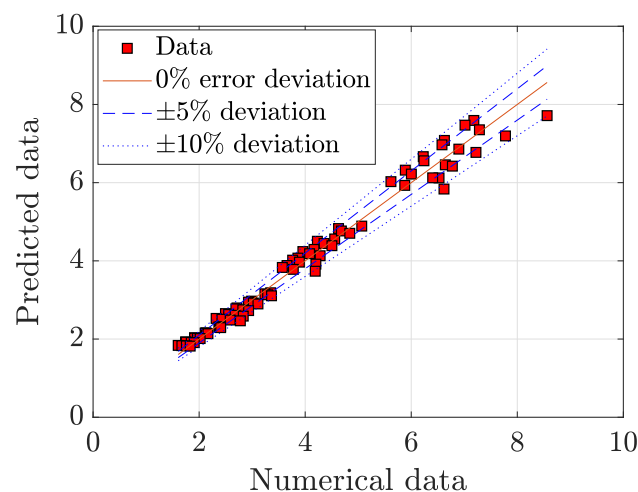 10
8
6
4
2
0
Predicted data
Data
0% error deviation
±5% deviation
±10% deviation
0 2 4 6 8 10
Numerical data